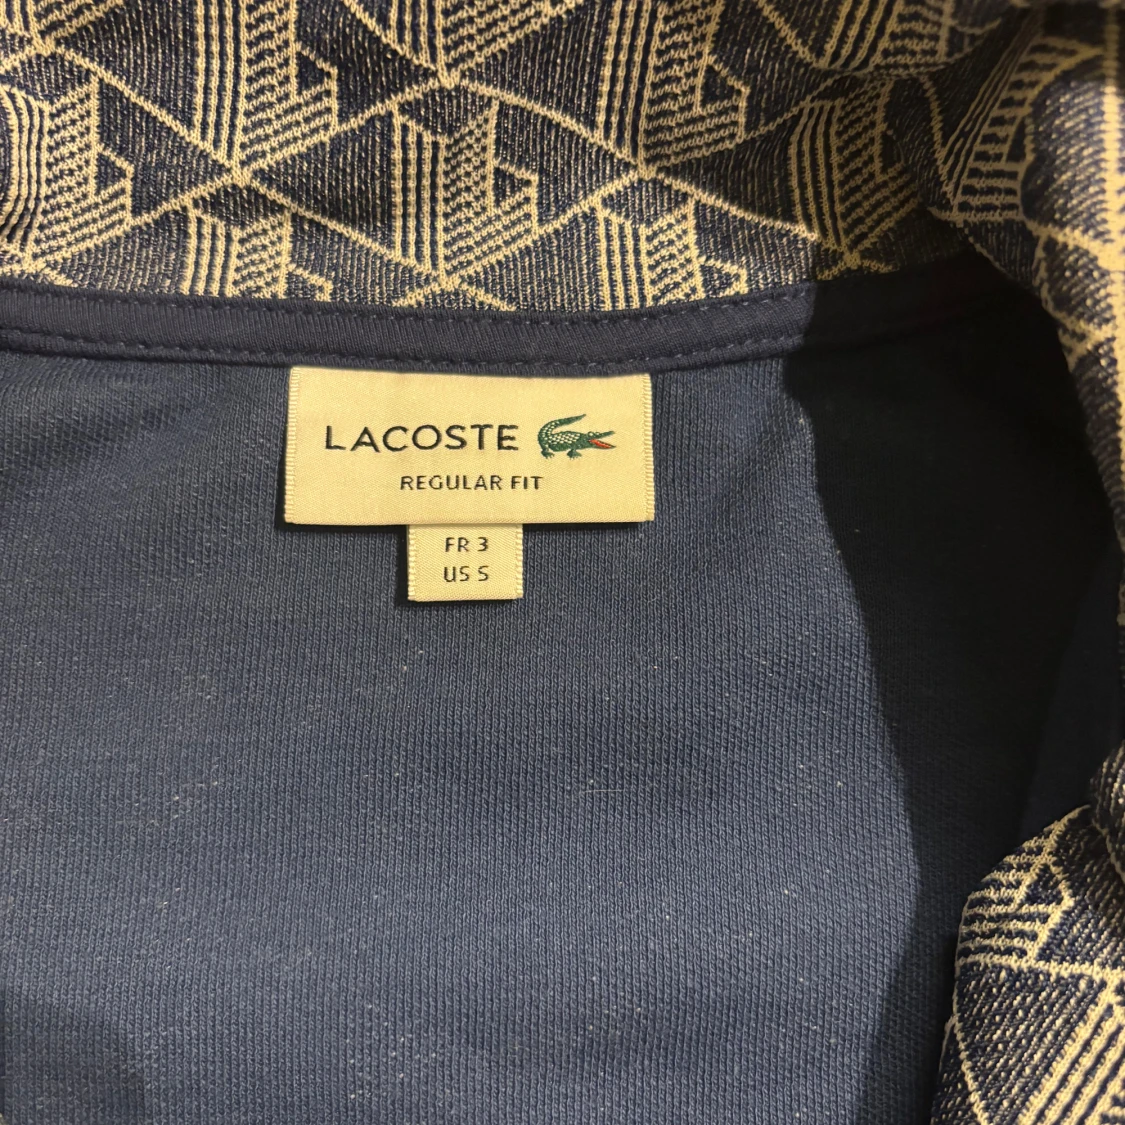 LACOSTE
REGULAR FIT
FR 3
US S